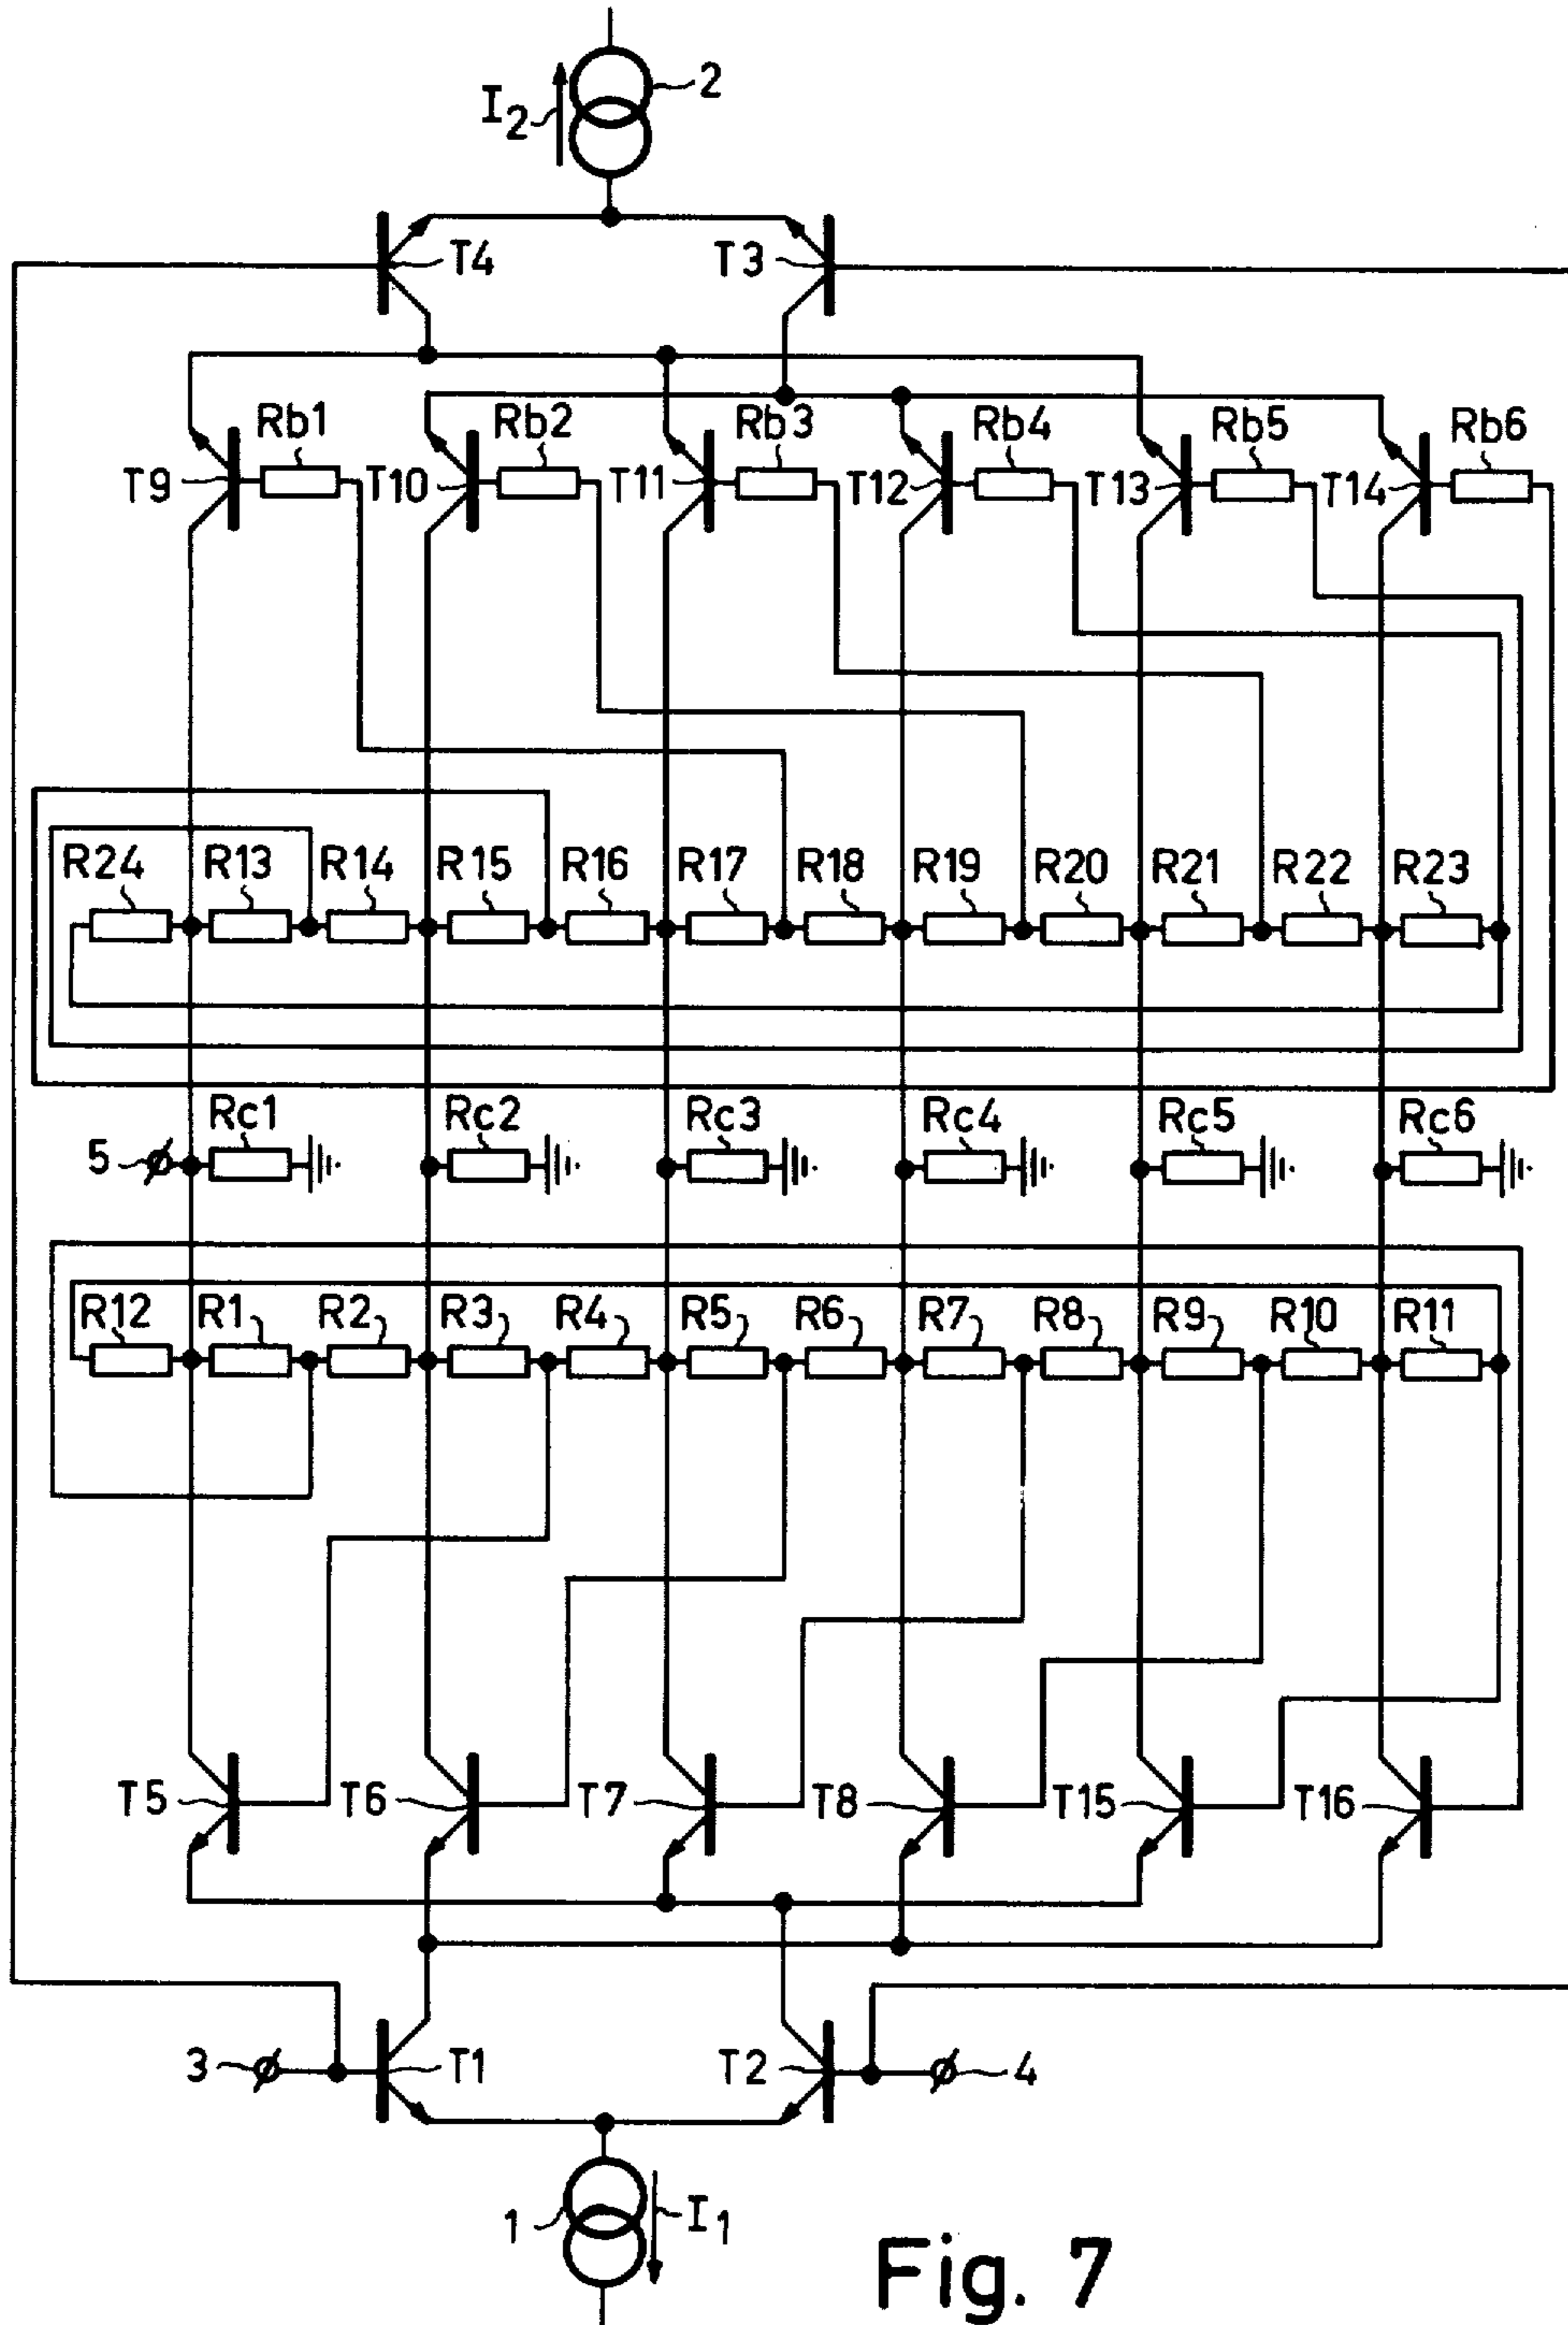 2
I2
T4 T3
Rb1 Rb2 Rb3 Rb4 Rb5 Rb6
T9 T10 T11 T12 T13 T14
R24 R13 R14 R15 R16 R17 R18 R19 R20 R21 R22 R23
Rc1 Rc2 Rc3 Rc4 Rc5 Rc6
5
R12 R1 R2 R3 R4 R5 R6 R7 R8 R9 R10 R11
T5 T6 T7 T8 T15 T16
3 T1 T2 4
1 I1
Fig. 7